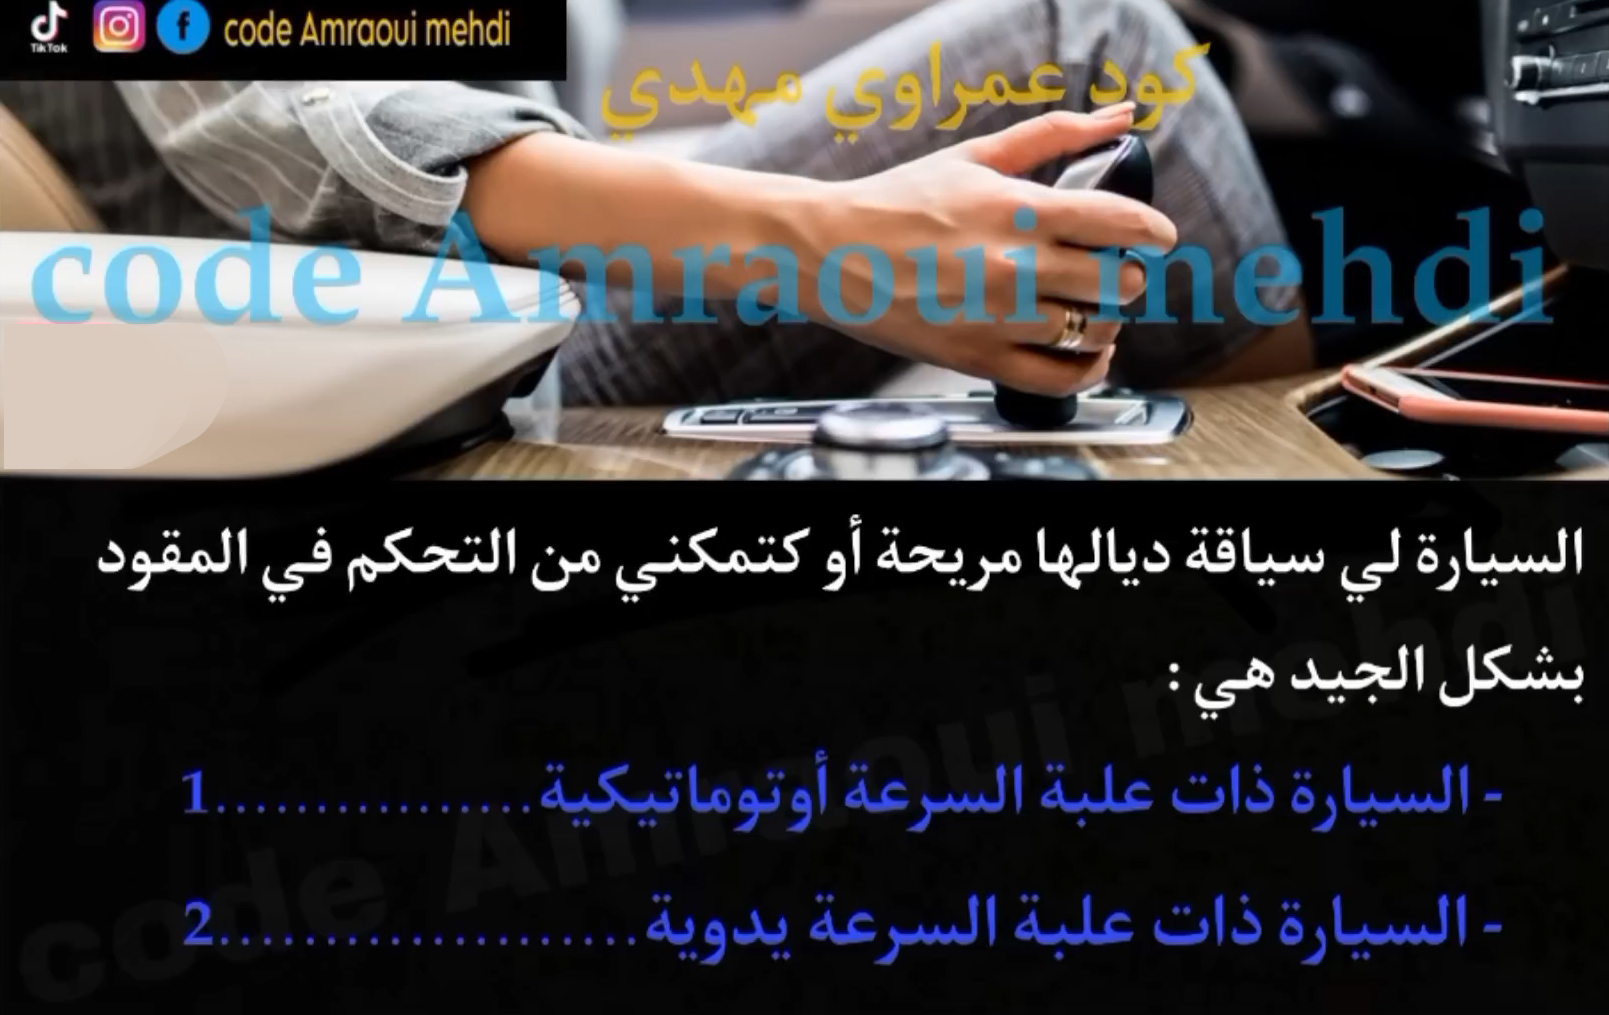 TikTok
code Amraoui mehdi
كود عمراوي مهدي
code Amraoui mehdi
السيارة لي سياقة ديالها مريحة أو كتمكني من التحكم في المقود
بشكل الجيد هي :
- السيارة ذات علبة السرعة أوتوماتيكية................1
- السيارة ذات علبة السرعة يدوية.....................2
code Amraoui mehdi